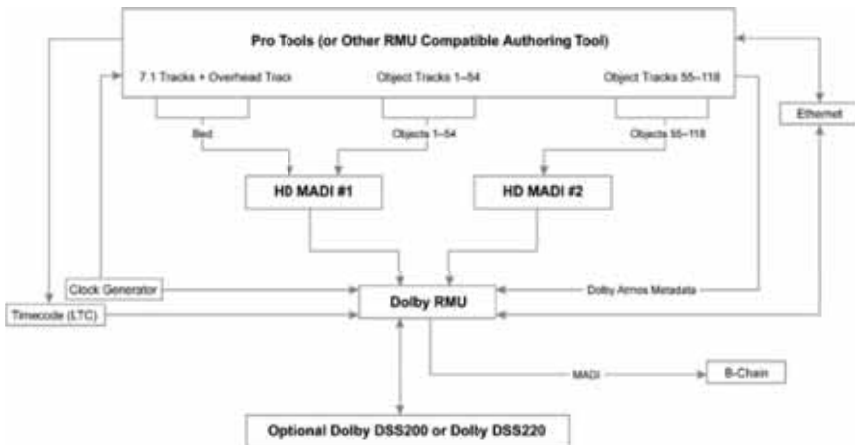 Pro Tools (or Other RMU Compatible Authoring Tool)
7.1 Tracks + Overhead Track
Object Tracks 1–54
Object Tracks 55–118
Ethernet
Bed
Objects 1–54
Objects 55–118
HD MADI #1
HD MADI #2
Clock Generator
Dolby Atmos Metadata
Dolby RMU
Timecode (LTC)
MADI
B-Chain
Optional Dolby DSS200 or Dolby DSS220